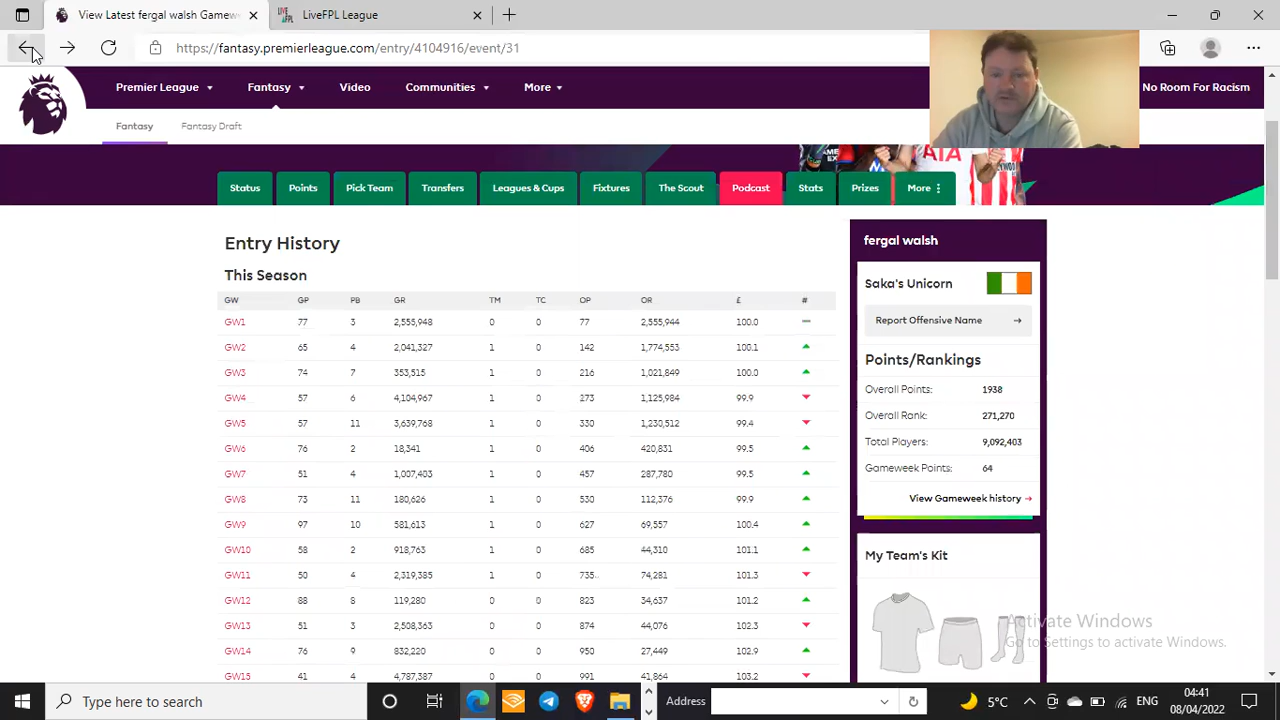 View Latest fergal walsh Gamew
LiveFPL League
https://fantasy.premierleague.com/entry/4104916/event/31
Premier League
Fantasy
Video
Communities
More
No Room For Racism
Fantasy
Fantasy Draft
Status
Points
Pick Team
Transfers
Leagues & Cups
Fixtures
The Scout
Podcast
Stats
Prizes
More
Entry History
This Season
GW GP PB GR TM TC OP OR £ #
GW1 77 3 2,555,948 0 0 77 2,555,944 100.0
GW2 65 4 2,041,327 1 0 142 1,774,553 100.1
GW3 74 7 353,515 1 0 216 1,021,849 100.0
GW4 57 6 4,104,967 1 0 273 1,125,984 99.9
GW5 57 11 3,639,768 1 0 330 1,230,512 99.4
GW6 76 2 18,341 1 0 406 420,831 99.5
GW7 51 4 1,007,403 1 0 457 287,780 99.5
GW8 73 11 180,626 1 0 530 112,376 99.9
GW9 97 10 581,613 1 0 627 69,557 100.4
GW10 58 2 918,763 1 0 685 44,310 101.1
GW11 50 4 2,319,385 1 0 735 74,281 101.3
GW12 88 8 119,280 0 0 823 34,637 101.2
GW13 51 3 2,508,363 0 0 874 44,076 102.3
GW14 76 9 832,220 0 0 950 27,449 102.9
GW15 41 4 4,787,387 0 0 991 41,864 103.2
fergal walsh
Saka's Unicorn
Report Offensive Name
Points/Rankings
Overall Points: 1938
Overall Rank: 271,270
Total Players: 9,092,403
Gameweek Points: 64
View Gameweek history
My Team's Kit
Activate Windows
Go to Settings to activate Windows.
Type here to search
Address
5°C
ENG
04:41
08/04/2022